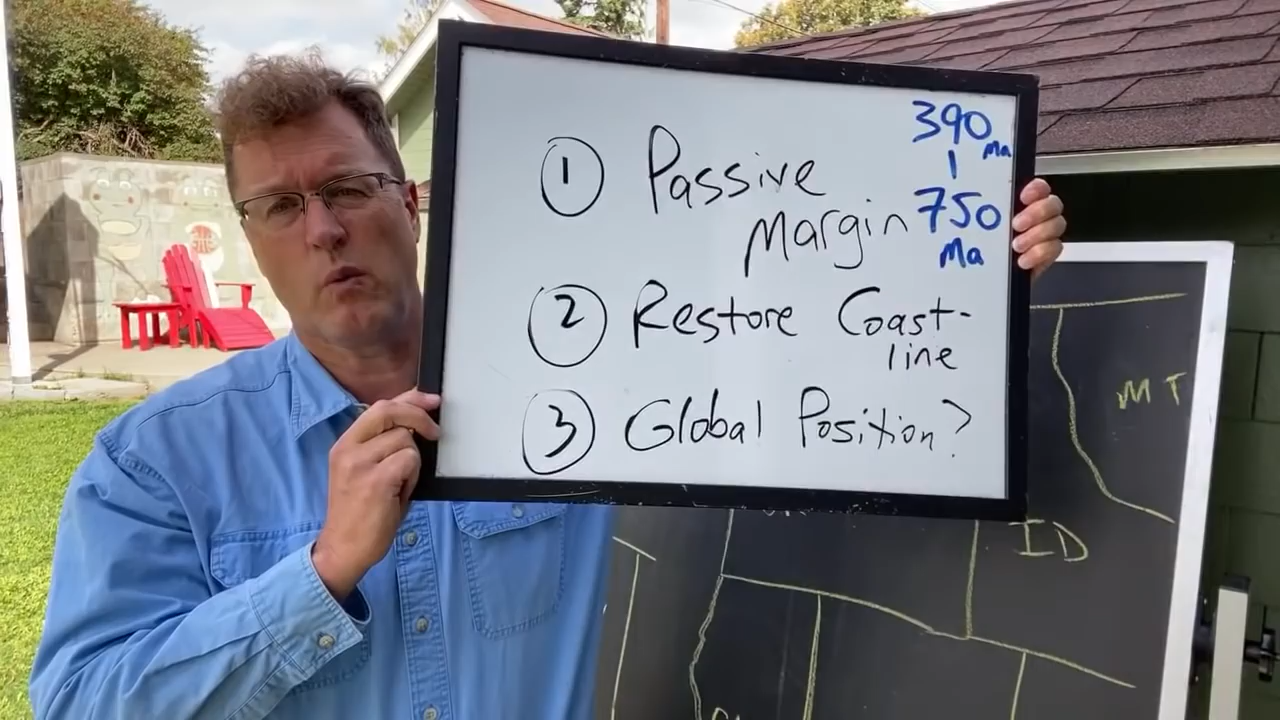 ① Passive
Margin
390
Ma
|
750
Ma
② Restore Coast-
line
③ Global Position?
MT
ID